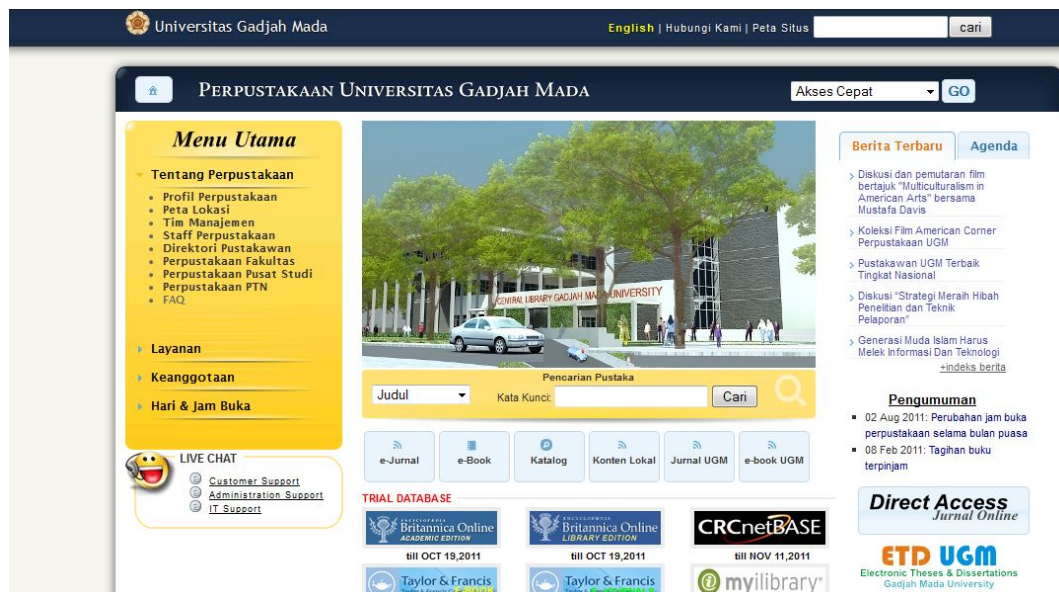 Universitas Gadjah Mada
English | Hubungi Kami | Peta Situs
cari
PERPUSTAKAAN UNIVERSITAS GADJAH MADA
Akses Cepat
GO
Menu Utama
Tentang Perpustakaan
Profil Perpustakaan
Peta Lokasi
Tim Manajemen
Staff Perpustakaan
Direktori Pustakawan
Perpustakaan Fakultas
Perpustakaan Pusat Studi
Perpustakaan PTN
FAQ
Layanan
Keanggotaan
Hari & Jam Buka
LIVE CHAT
Customer Support
Administration Support
IT Support
CENTRAL LIBRARY GADJAH MADA UNIVERSITY
Pencarian Pustaka
Judul
Kata Kunci:
Cari
e-Jurnal
e-Book
Katalog
Konten Lokal
Jurnal UGM
e-book UGM
TRIAL DATABASE
ENCYCLOPÆDIA
Britannica Online
ACADEMIC EDITION
till OCT 19,2011
ENCYCLOPÆDIA
Britannica Online
LIBRARY EDITION
till OCT 19,2011
CRCnetBASE
till NOV 11,2011
Taylor & Francis
Taylor & Francis
myilibrary
Berita Terbaru
Agenda
Diskusi dan pemutaran film
bertajuk "Multiculturalism in
American Arts" bersama
Mustafa Davis
Koleksi Film American Corner
Perpustakaan UGM
Pustakawan UGM Terbaik
Tingkat Nasional
Diskusi "Strategi Meraih Hibah
Penelitian dan Teknik
Pelaporan"
Generasi Muda Islam Harus
Melek Informasi Dan Teknologi
+indeks berita
Pengumuman
02 Aug 2011: Perubahan jam buka
perpustakaan selama bulan puasa
08 Feb 2011: Tagihan buku
terpinjam
Direct Access
Jurnal Online
ETD UGM
Electronic Theses & Dissertations
Gadjah Mada University